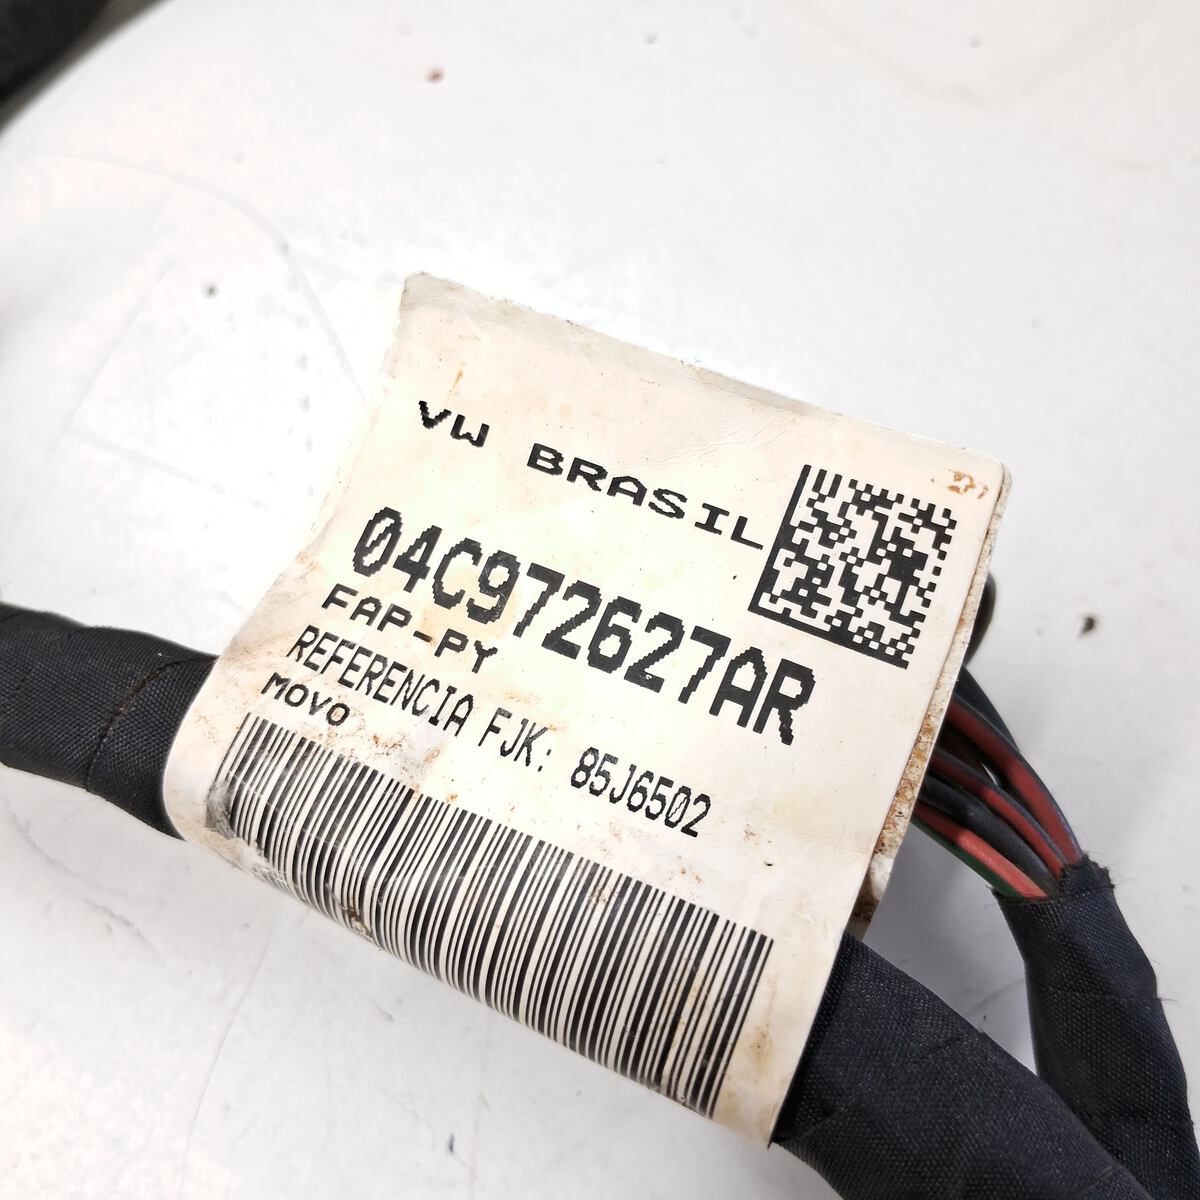 VW BRASIL
04C972627AR
FAP-PY
REFERENCIA FJK: 85J6502
MOVO